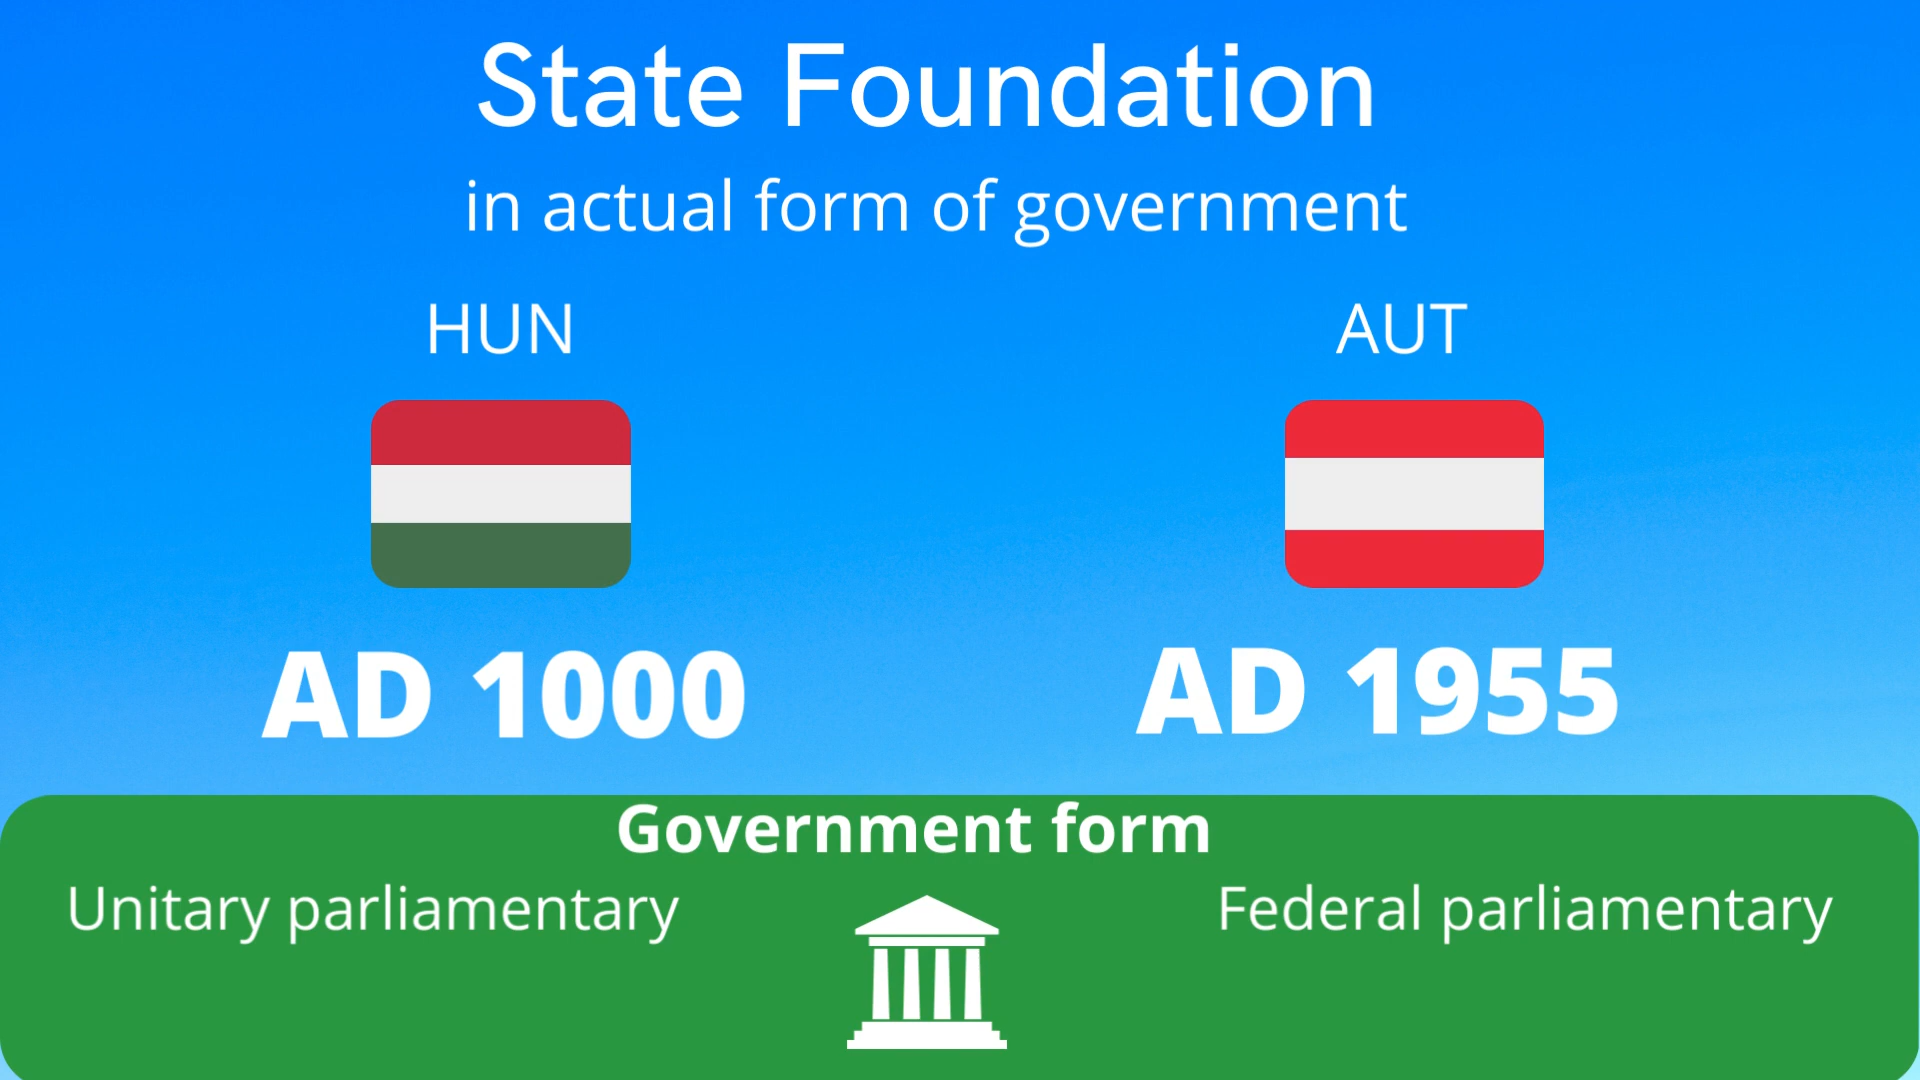 State Foundation
in actual form of government
HUN
AUT
AD 1000
AD 1955
Government form
Unitary parliamentary
Federal parliamentary